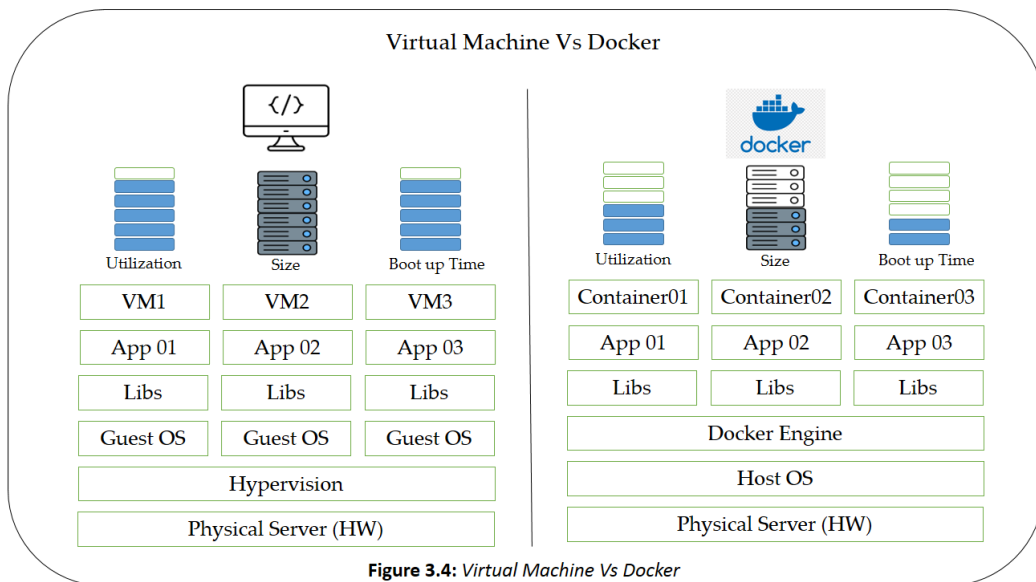 Virtual Machine Vs Docker
</>
Utilization
Size
Boot up Time
VM1 VM2 VM3
App 01 App 02 App 03
Libs Libs Libs
Guest OS Guest OS Guest OS
Hypervision
Physical Server (HW)
docker
Utilization
Size
Boot up Time
Container01 Container02 Container03
App 01 App 02 App 03
Libs Libs Libs
Docker Engine
Host OS
Physical Server (HW)
Figure 3.4: Virtual Machine Vs Docker